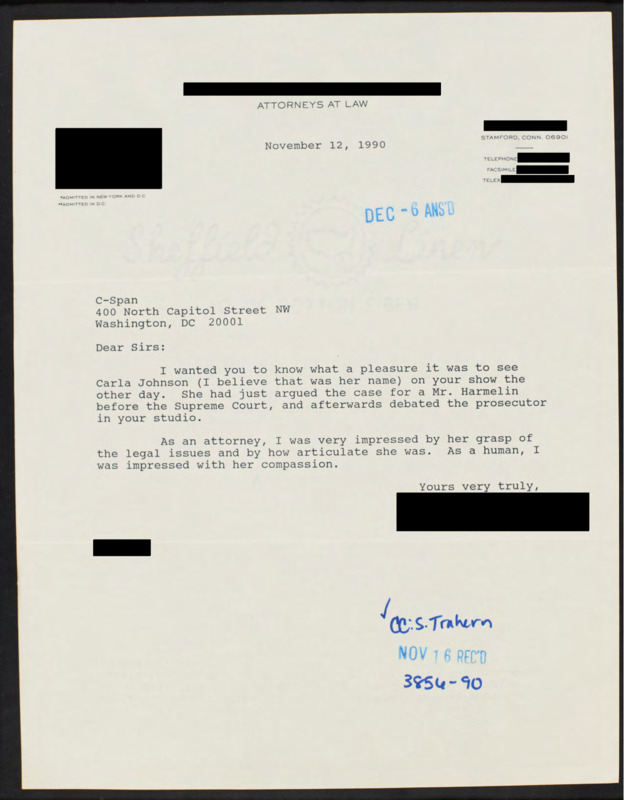 ATTORNEYS AT LAW
November 12, 1990
STAMFORD, CONN. 06901
TELEPHONE
FACSIMILE
TELEX
*ADMITTED IN NEW YORK AND D.C.
**ADMITTED IN D.C.
DEC - 6 ANS'D
Sheffield Linen
COTTON FIBER
C-Span
400 North Capitol Street NW
Washington, DC 20001
Dear Sirs:
I wanted you to know what a pleasure it was to see
Carla Johnson (I believe that was her name) on your show the
other day. She had just argued the case for a Mr. Harmelin
before the Supreme Court, and afterwards debated the prosecutor
in your studio.
As an attorney, I was very impressed by her grasp of
the legal issues and by how articulate she was. As a human, I
was impressed with her compassion.
Yours very truly,
CC: S. Trahern
NOV 16 REC'D
3854-90